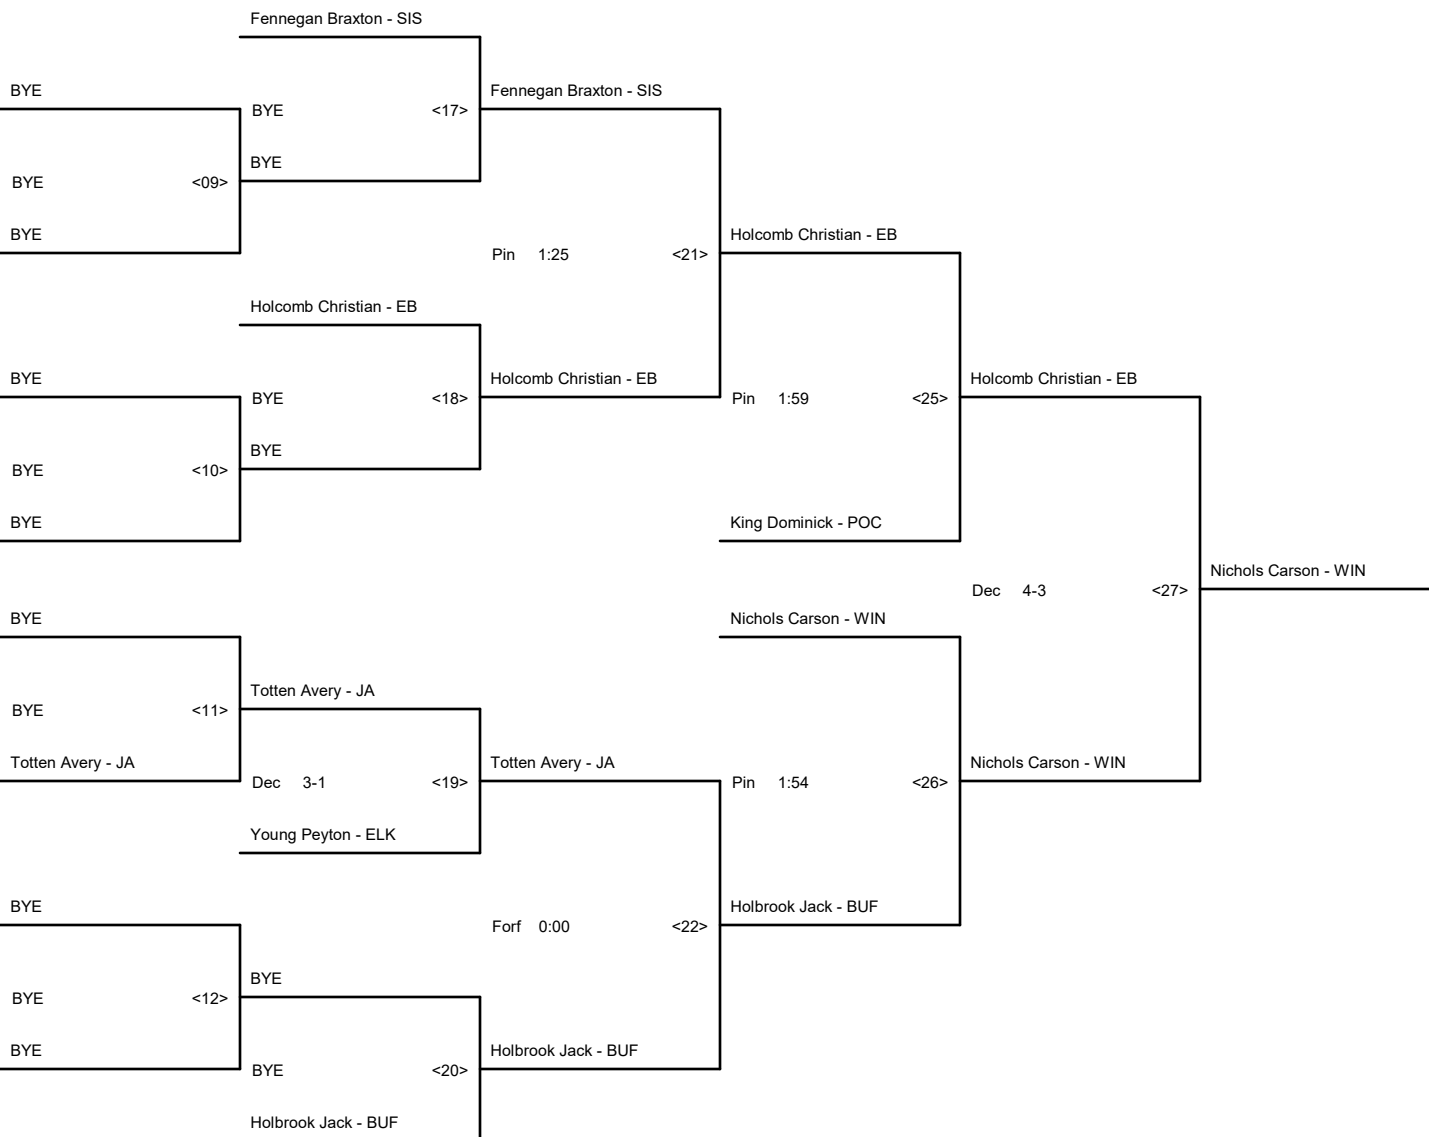 Fennegan Braxton - SIS
BYE
Fennegan Braxton - SIS
BYE <17>
BYE
BYE <09>
BYE
Holcomb Christian - EB
Pin 1:25 <21>
Holcomb Christian - EB
BYE
Holcomb Christian - EB
Holcomb Christian - EB
BYE <18>
Pin 1:59 <25>
BYE
BYE <10>
BYE
King Dominick - POC
Nichols Carson - WIN
Dec 4-3 <27>
BYE
Nichols Carson - WIN
Totten Avery - JA
BYE <11>
Totten Avery - JA
Totten Avery - JA
Nichols Carson - WIN
Dec 3-1 <19>
Pin 1:54 <26>
Young Peyton - ELK
BYE
Holbrook Jack - BUF
Forf 0:00 <22>
BYE
BYE <12>
BYE
Holbrook Jack - BUF
BYE <20>
Holbrook Jack - BUF